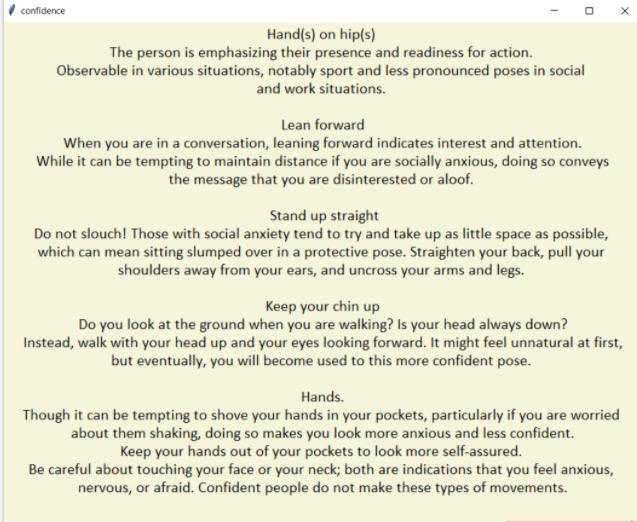 confidence
Hand(s) on hip(s)
The person is emphasizing their presence and readiness for action.
Observable in various situations, notably sport and less pronounced poses in social
and work situations.
Lean forward
When you are in a conversation, leaning forward indicates interest and attention.
While it can be tempting to maintain distance if you are socially anxious, doing so conveys
the message that you are disinterested or aloof.
Stand up straight
Do not slouch! Those with social anxiety tend to try and take up as little space as possible,
which can mean sitting slumped over in a protective pose. Straighten your back, pull your
shoulders away from your ears, and uncross your arms and legs.
Keep your chin up
Do you look at the ground when you are walking? Is your head always down?
Instead, walk with your head up and your eyes looking forward. It might feel unnatural at first,
but eventually, you will become used to this more confident pose.
Hands.
Though it can be tempting to shove your hands in your pockets, particularly if you are worried
about them shaking, doing so makes you look more anxious and less confident.
Keep your hands out of your pockets to look more self-assured.
Be careful about touching your face or your neck; both are indications that you feel anxious,
nervous, or afraid. Confident people do not make these types of movements.